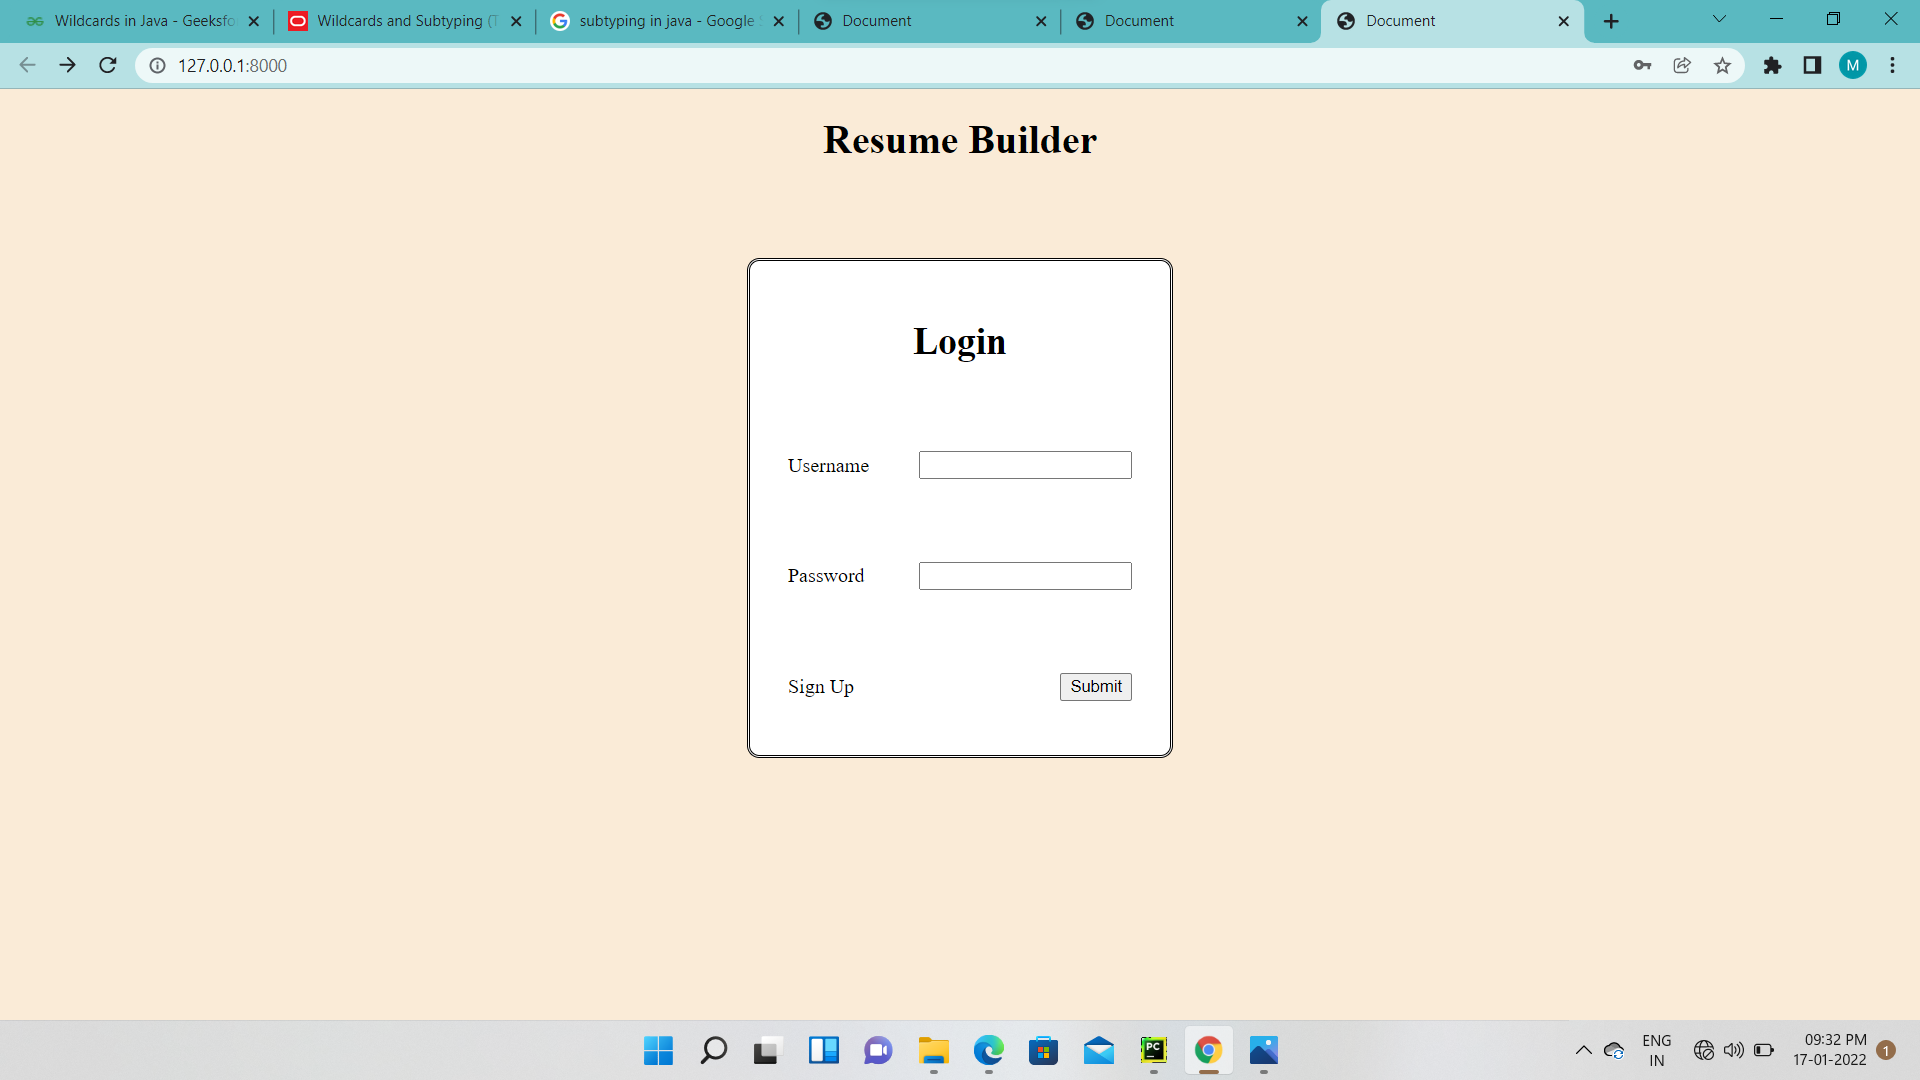 Wildcards in Java - Geeksfo
Wildcards and Subtyping (T
subtyping in java - Google
Document
Document
Document
127.0.0.1:8000
M
Resume Builder
Login
Username
Password
Sign Up
Submit
PC
ENG
IN
09:32 PM
17-01-2022
1